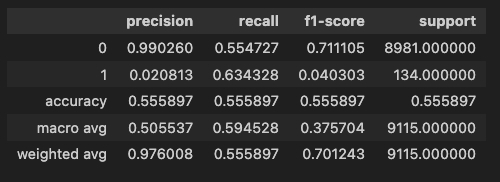 precision recall f1-score support
0 0.990260 0.554727 0.711105 8981.000000
1 0.020813 0.634328 0.040303 134.000000
accuracy 0.555897 0.555897 0.555897 0.555897
macro avg 0.505537 0.594528 0.375704 9115.000000
weighted avg 0.976008 0.555897 0.701243 9115.000000